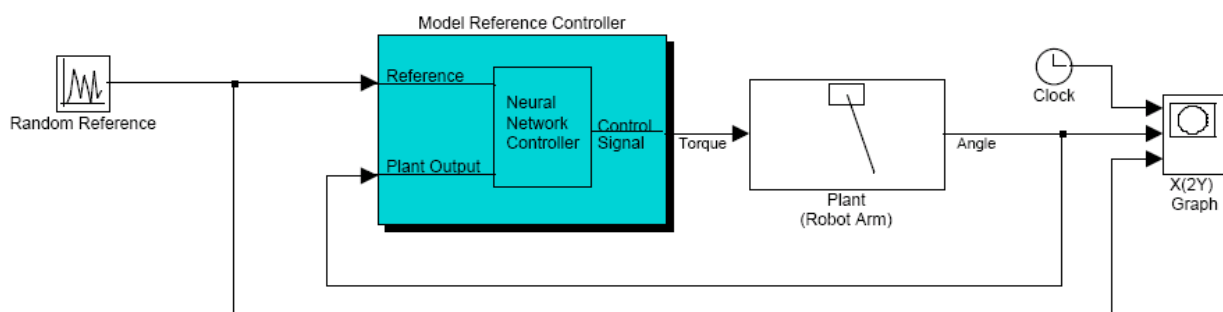 Model Reference Controller
Random Reference
Reference
Neural
Network
Controller
Control
Signal
Plant Output
Torque
Plant
(Robot Arm)
Angle
Clock
X(2Y)
Graph